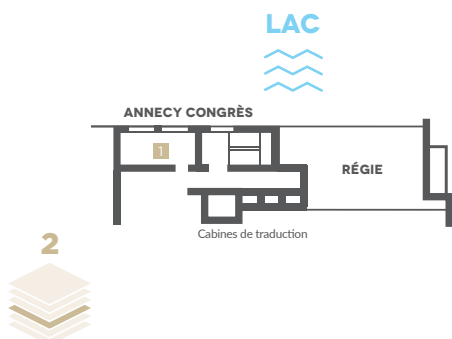 LAC
ANNECY CONGRÈS
1
RÉGIE
Cabines de traduction
2